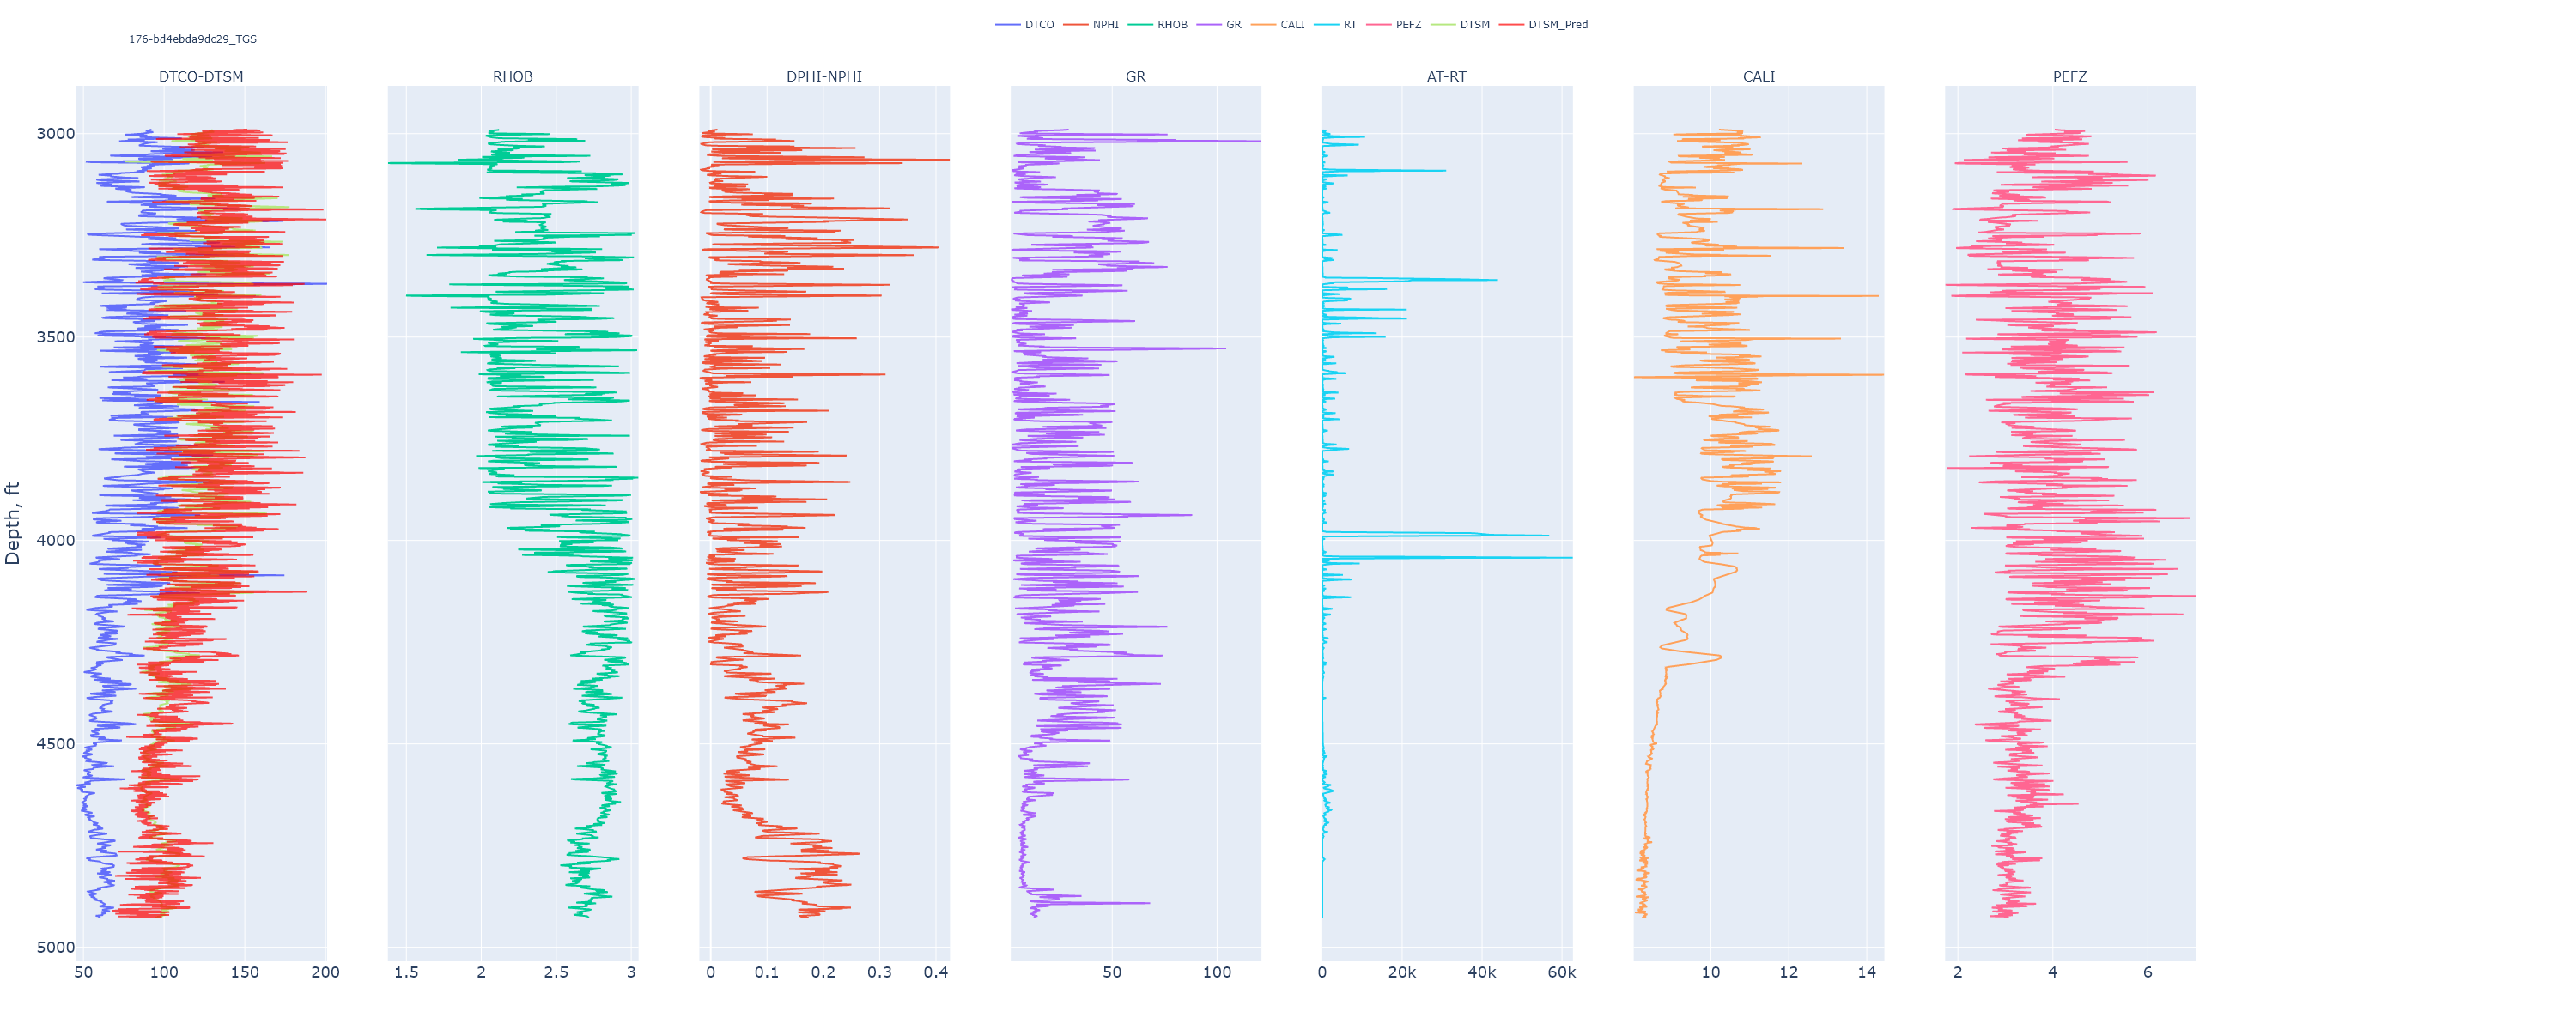 DTCO NPHI RHOB GR CALI RT PEFZ DTSM DTSM_Pred
176-bd4ebda9dc29_TGS
DTCO-DTSM RHOB DPHI-NPHI GR AT-RT CALI PEFZ
Depth, ft
3000
3500
4000
4500
5000
50 100 150 200 1.5 2 2.5 3 0 0.1 0.2 0.3 0.4 50 100 0 20k 40k 60k 10 12 14 2 4 6